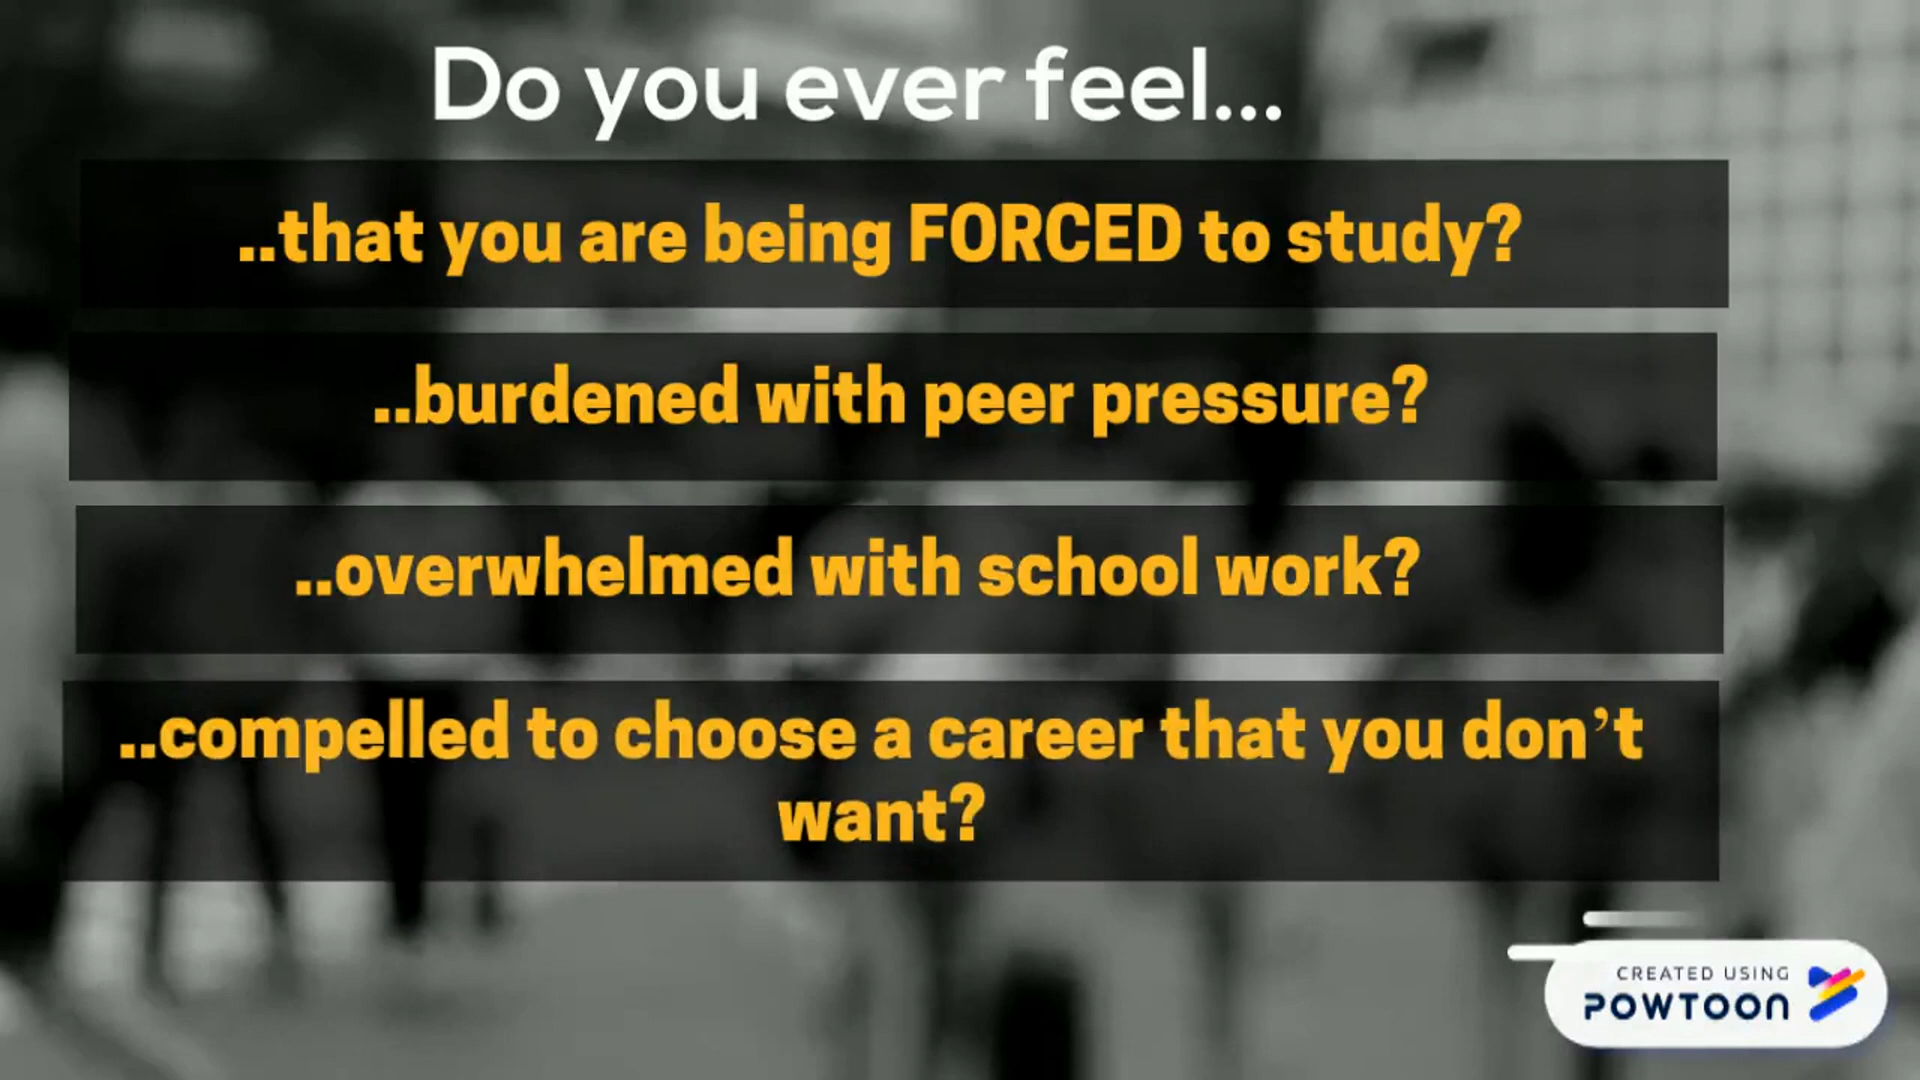 Do you ever feel...
..that you are being FORCED to study?
..burdened with peer pressure?
..overwhelmed with school work?
..compelled to choose a career that you don’t
want?
CREATED USING
POWTOON